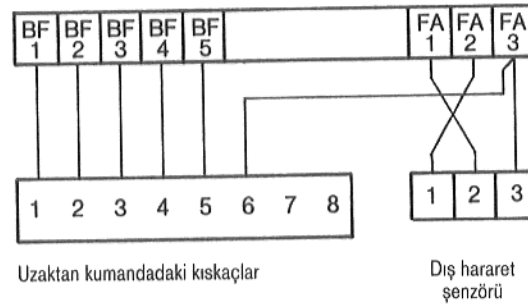 BF BF BF BF BF FA FA FA
1 2 3 4 5 1 2 3
1 2 3 4 5 6 7 8
1 2 3
Uzaktan kumandadaki kıskaçlar
Dış hararet
şenzörü